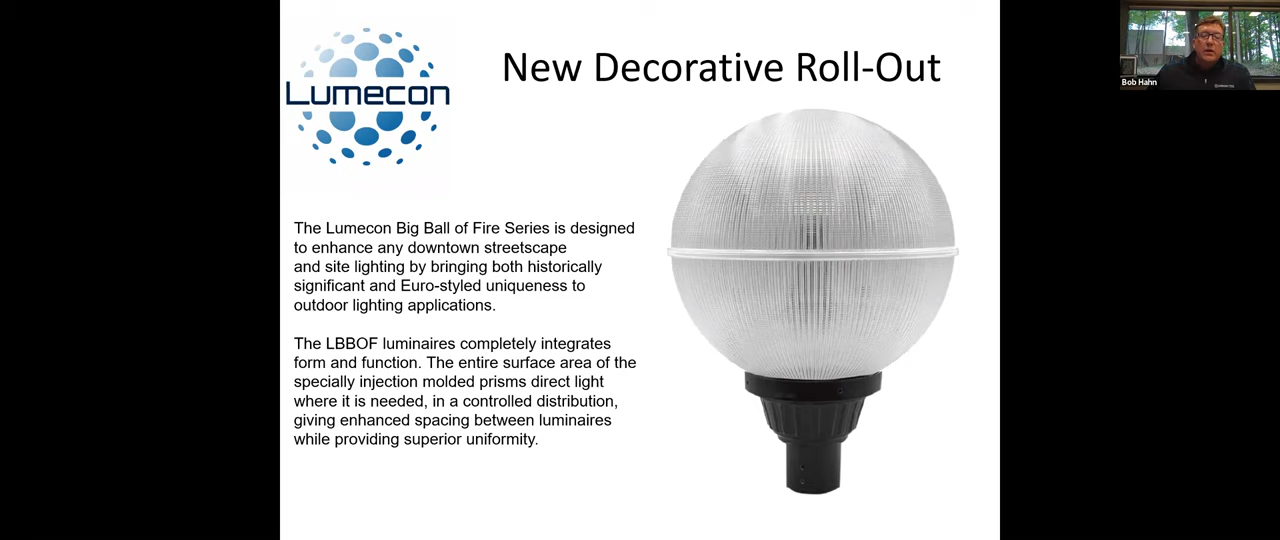 New Decorative Roll-Out
Lumecon
The Lumecon Big Ball of Fire Series is designed
to enhance any downtown streetscape
and site lighting by bringing both historically
significant and Euro-styled uniqueness to
outdoor lighting applications.
The LBBOF luminaires completely integrates
form and function. The entire surface area of the
specially injection molded prisms direct light
where it is needed, in a controlled distribution,
giving enhanced spacing between luminaires
while providing superior uniformity.
Bob Hahn